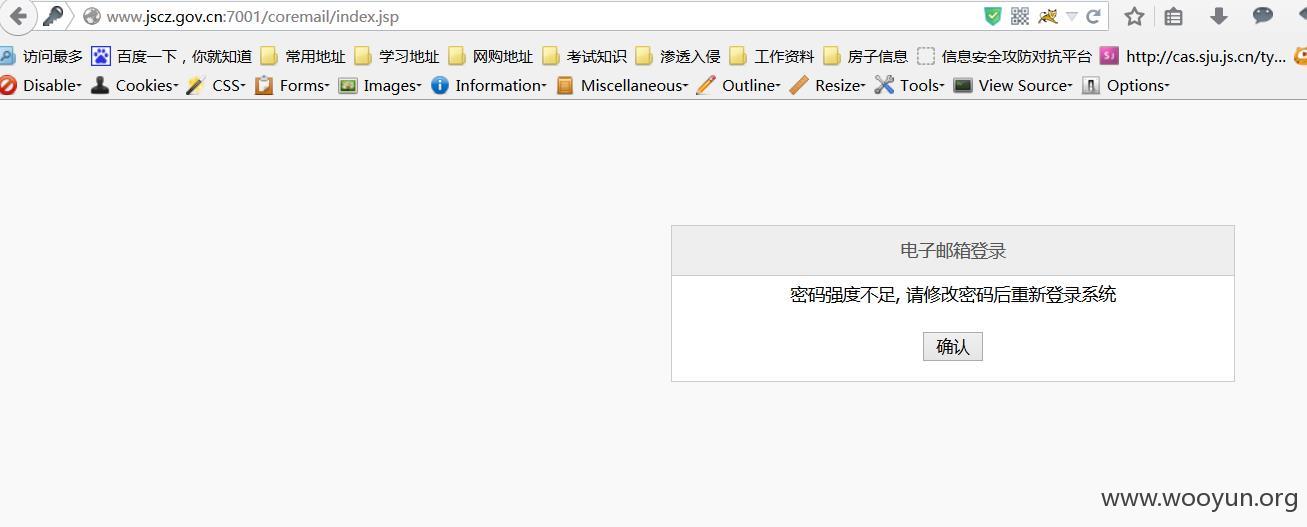 www.jscz.gov.cn:7001/coremail/index.jsp
访问最多 百度一下，你就知道 常用地址 学习地址 网购地址 考试知识 渗透入侵 工作资料 房子信息 信息安全攻防对抗平台 http://cas.sju.js.cn/ty...
Disable Cookies CSS Forms Images Information Miscellaneous Outline Resize Tools View Source Options
电子邮箱登录
密码强度不足, 请修改密码后重新登录系统
确认
www.wooyun.org